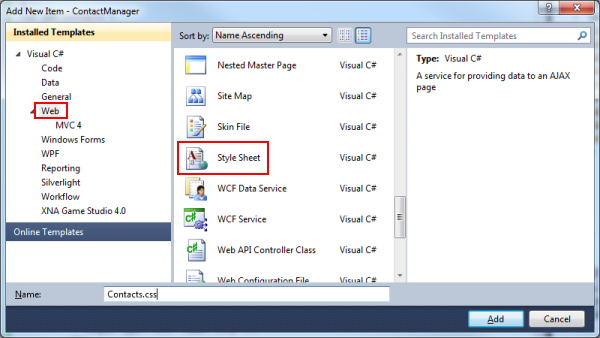 Add New Item - ContactManager
Installed Templates
Visual C#
Code
Data
General
Web
MVC 4
Windows Forms
WPF
Reporting
Silverlight
Workflow
XNA Game Studio 4.0
Online Templates
Sort by: Name Ascending
Nested Master Page Visual C#
Site Map Visual C#
Skin File Visual C#
Style Sheet Visual C#
WCF Data Service Visual C#
WCF Service Visual C#
Web API Controller Class Visual C#
Web Configuration File Visual C#
Search Installed Templates
Type: Visual C#
A service for providing data to an AJAX
page
Name: Contacts.css
Add Cancel